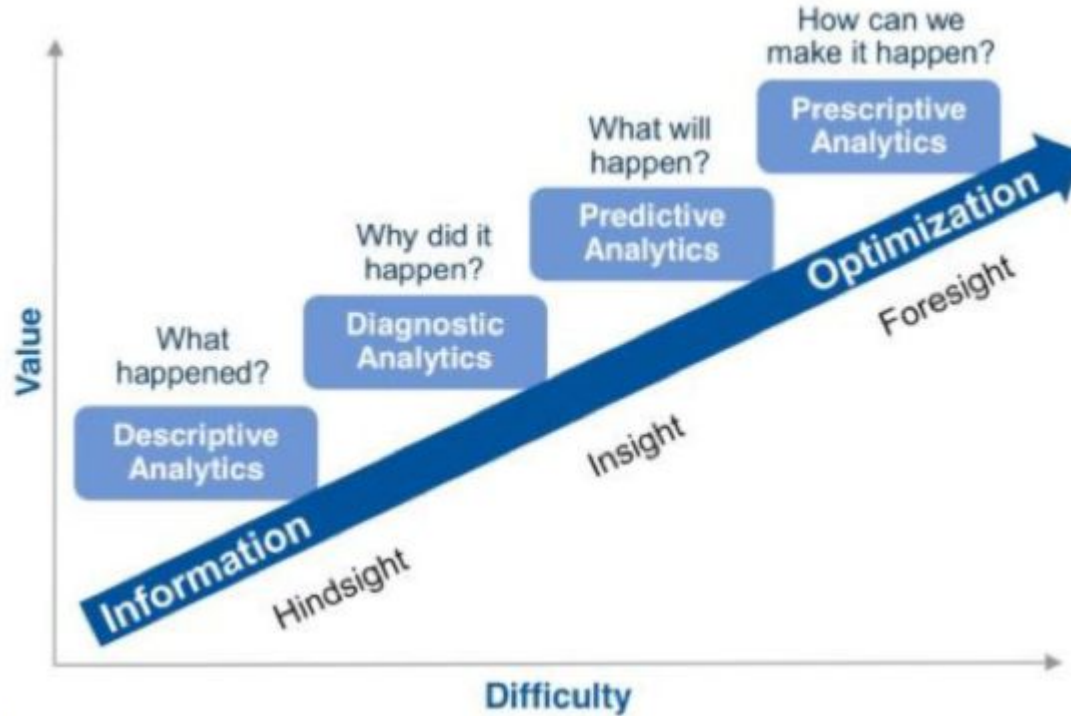 How can we
make it happen?
Prescriptive
Analytics
What will
happen?
Predictive
Analytics
Why did it
happen?
Diagnostic
Analytics
What
happened?
Descriptive
Analytics
Value
Information
Optimization
Hindsight
Insight
Foresight
Difficulty